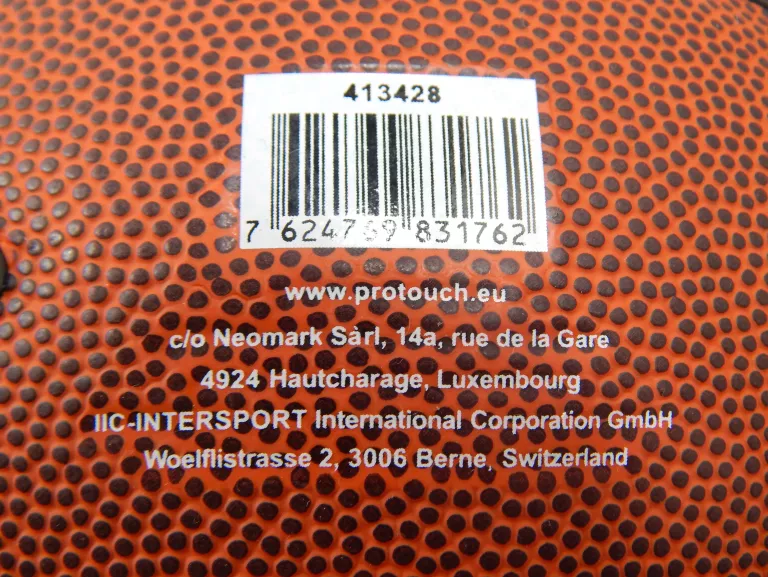 413428
7 624769 831762
www.protouch.eu
c/o Neomark Sàrl, 14a, rue de la Gare
4924 Hautcharage, Luxembourg
IIC-INTERSPORT International Corporation GmbH
Woelflistrasse 2, 3006 Berne, Switzerland